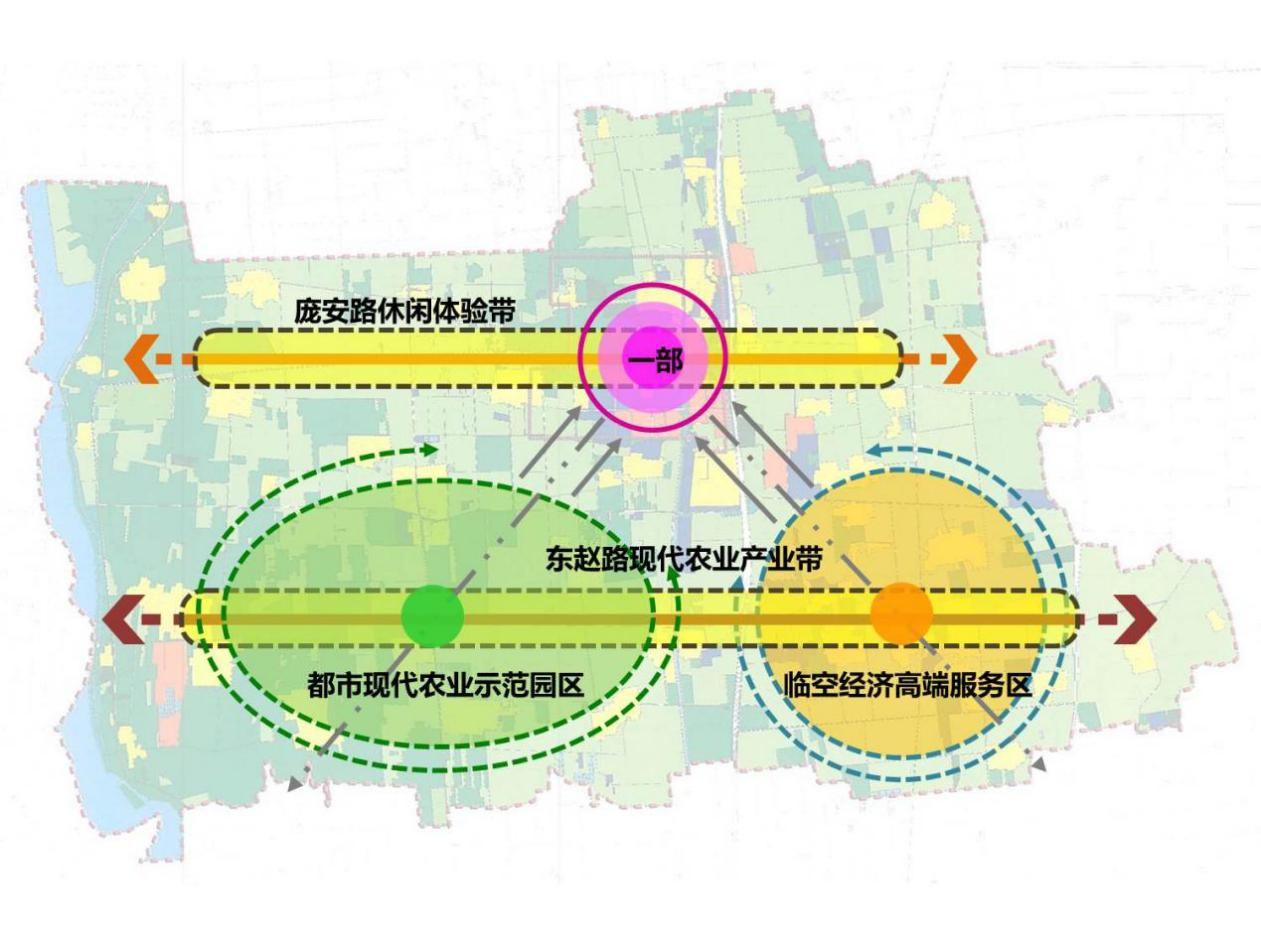 庞安路休闲体验带
一部
东赵路现代农业产业带
都市现代农业示范园区
临空经济高端服务区